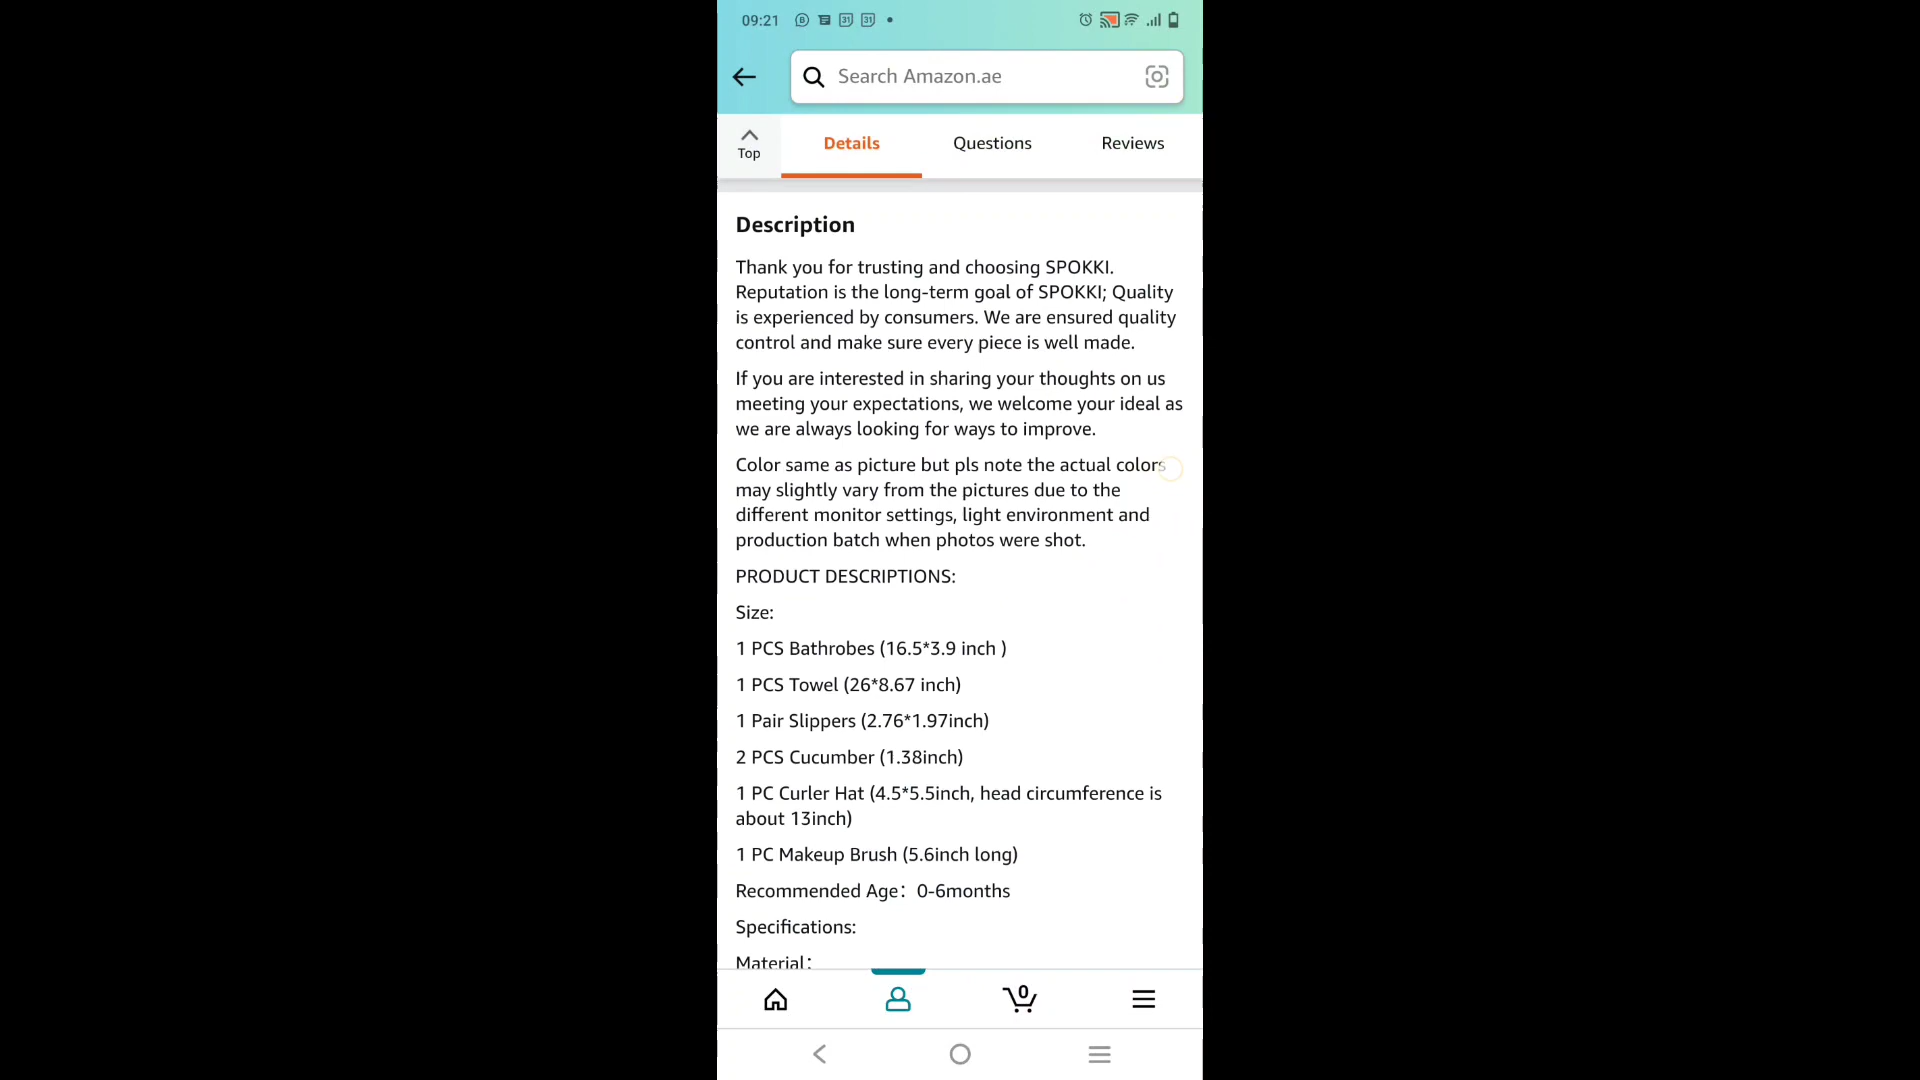 09:21
31
31
Search Amazon.ae
Top
Details
Questions
Reviews
Description
Thank you for trusting and choosing SPOKKI.
Reputation is the long-term goal of SPOKKI; Quality
is experienced by consumers. We are ensured quality
control and make sure every piece is well made.
If you are interested in sharing your thoughts on us
meeting your expectations, we welcome your ideal as
we are always looking for ways to improve.
Color same as picture but pls note the actual colors
may slightly vary from the pictures due to the
different monitor settings, light environment and
production batch when photos were shot.
PRODUCT DESCRIPTIONS:
Size:
1 PCS Bathrobes (16.5*3.9 inch )
1 PCS Towel (26*8.67 inch)
1 Pair Slippers (2.76*1.97inch)
2 PCS Cucumber (1.38inch)
1 PC Curler Hat (4.5*5.5inch, head circumference is
about 13inch)
1 PC Makeup Brush (5.6inch long)
Recommended Age：0-6months
Specifications:
Material：
0